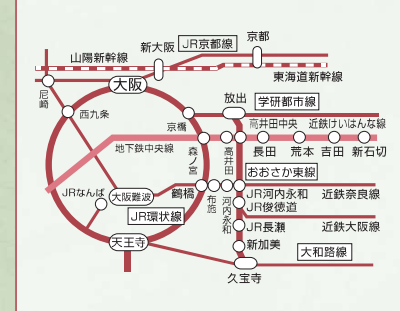 京都
新大阪
JR京都線
山陽新幹線
東海道新幹線
大阪
尼崎
放出
学研都市線
西九条
京橋
高井田中央
近鉄けいはんな線
地下鉄中央線
森ノ宮
高井田
長田
荒本
吉田
新石切
おおさか東線
JRなんば
大阪難波
鶴橋
布施
河内永和
JR河内永和
近鉄奈良線
JR俊徳道
JR環状線
JR長瀬
近鉄大阪線
天王寺
新加美
大和路線
久宝寺